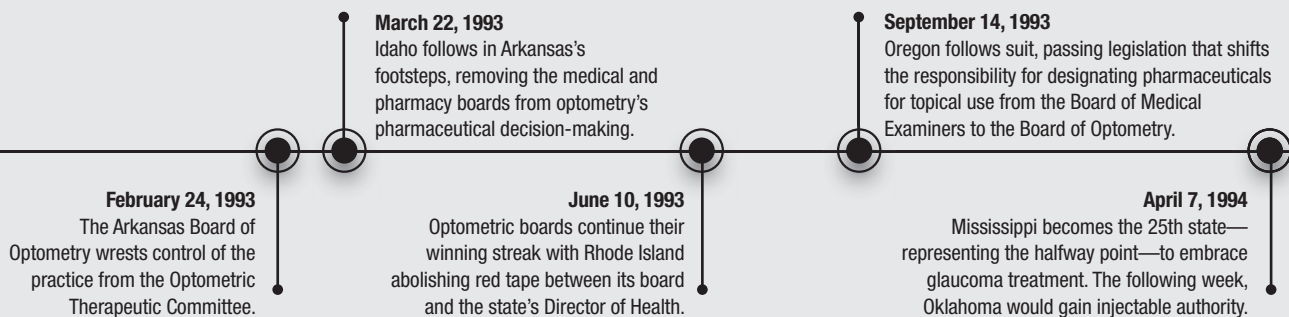 February 24, 1993
The Arkansas Board of
Optometry wrests control of the
practice from the Optometric
Therapeutic Committee.
March 22, 1993
Idaho follows in Arkansas’s
footsteps, removing the medical and
pharmacy boards from optometry’s
pharmaceutical decision-making.
June 10, 1993
Optometric boards continue their
winning streak with Rhode Island
abolishing red tape between its board
and the state’s Director of Health.
September 14, 1993
Oregon follows suit, passing legislation that shifts
the responsibility for designating pharmaceuticals
for topical use from the Board of Medical
Examiners to the Board of Optometry.
April 7, 1994
Mississippi becomes the 25th state—
representing the halfway point—to embrace
glaucoma treatment. The following week,
Oklahoma would gain injectable authority.